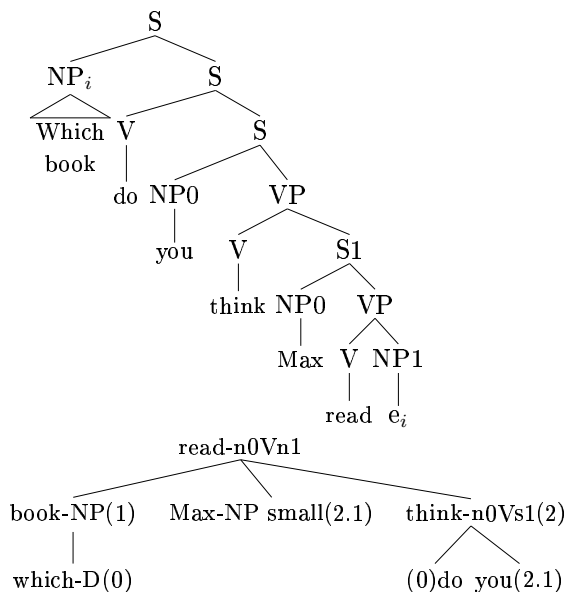 S
NP_i S
Which V S
book
do NP0 VP
you V S1
think NP0 VP
Max V NP1
read e_i
read-n0Vn1
book-NP(1) Max-NP small(2.1) think-n0Vs1(2)
which-D(0) (0)do you(2.1)